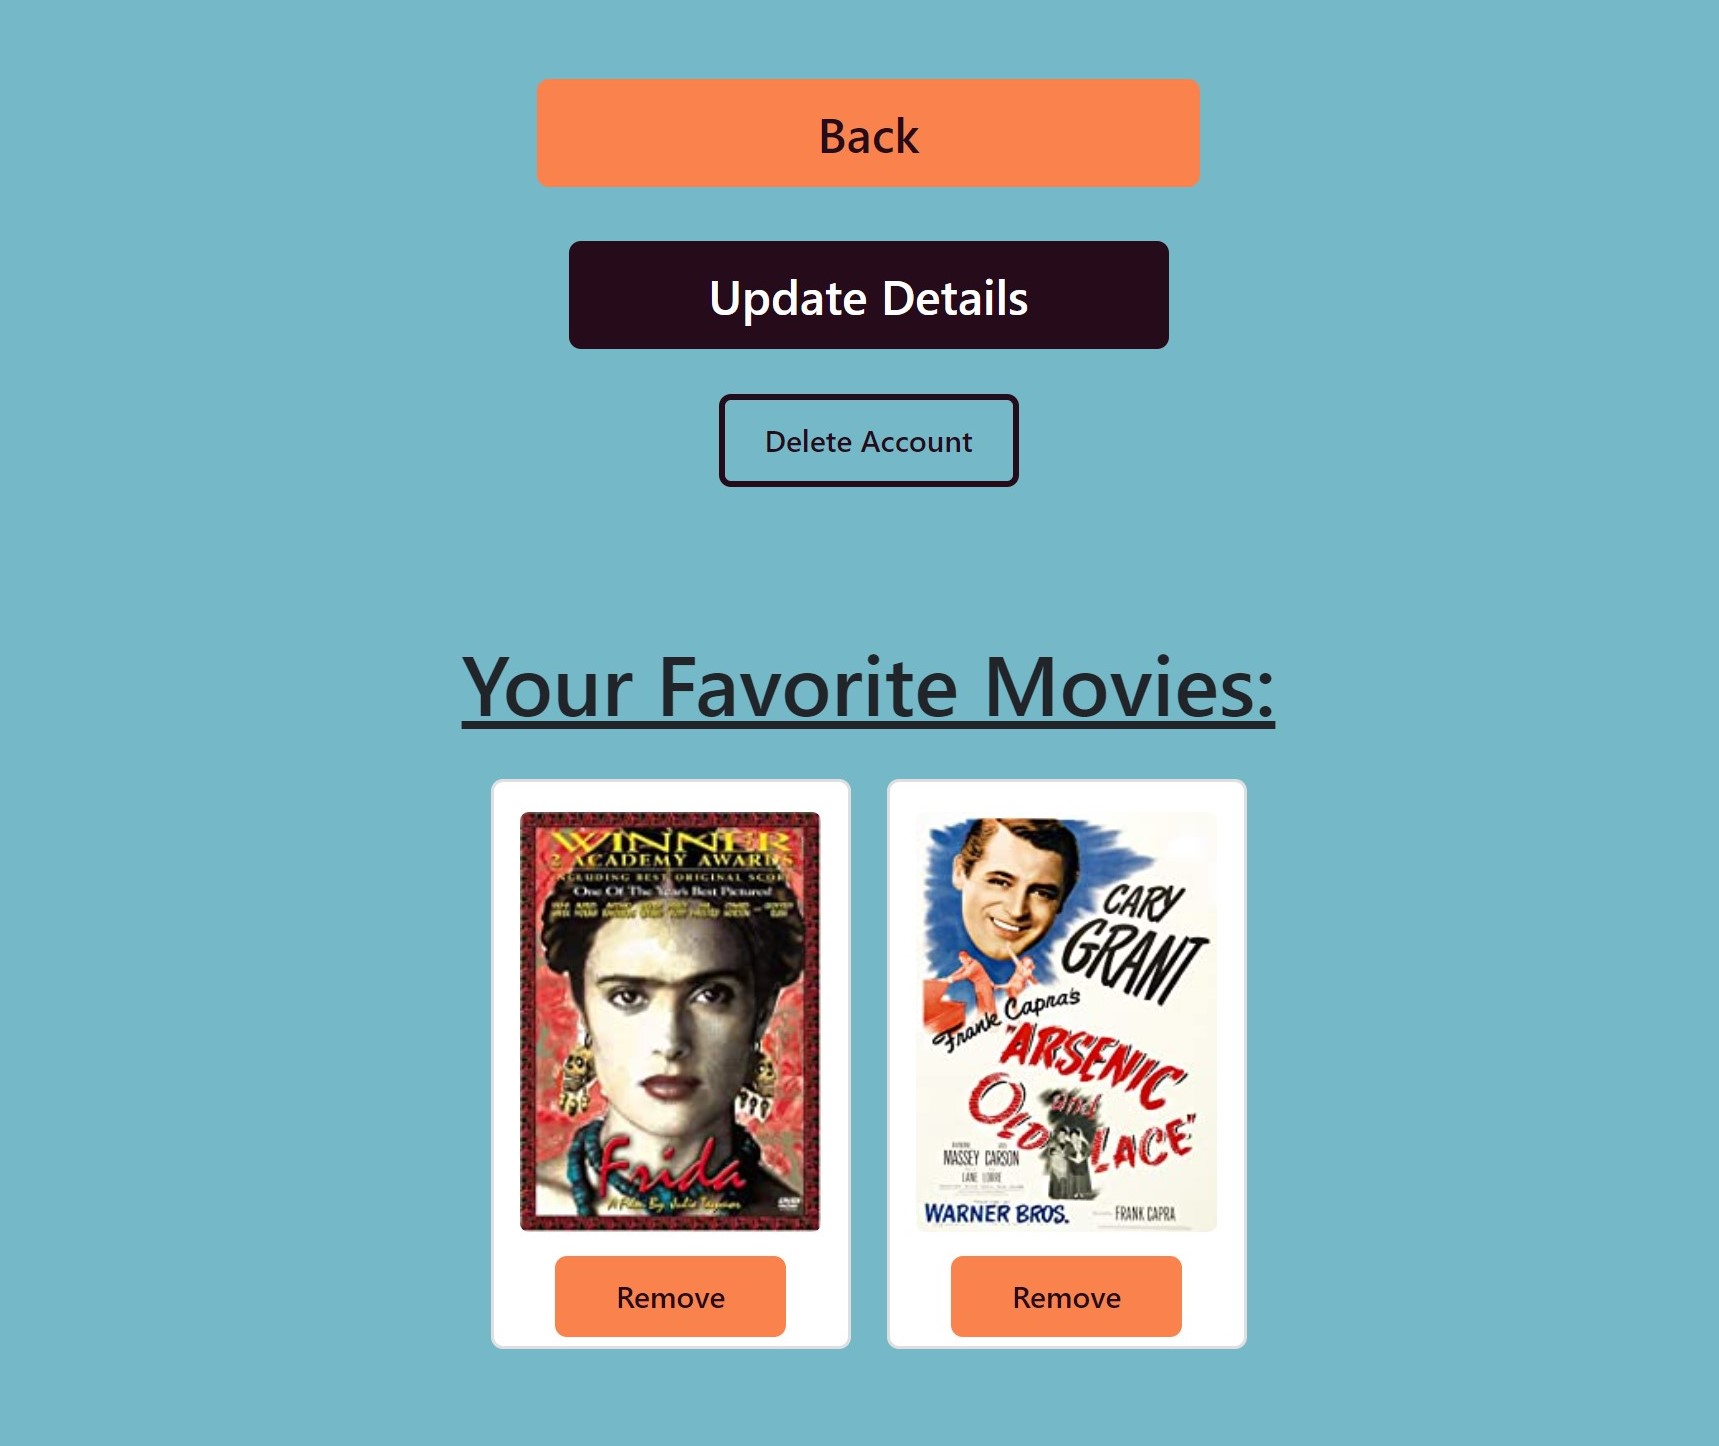 Back
Update Details
Delete Account
Your Favorite Movies:
WINNER
2 ACADEMY AWARDS
INCLUDING BEST ORIGINAL SCORE
One Of The Year's Best Pictures!
Frida
A Film By Julie Taymor
Remove
CARY
GRANT
Frank Capra's
"ARSENIC
and
OLD LACE"
MASSEY CARSON
LANE LORRE
WARNER BROS.
FRANK CAPRA
Remove